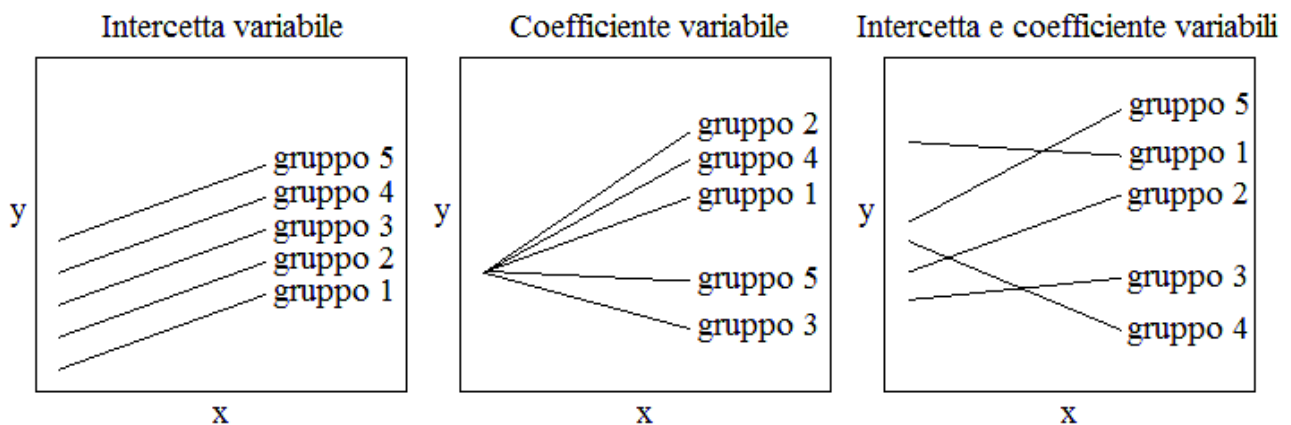 Intercetta variabile
y
gruppo 5
gruppo 4
gruppo 3
gruppo 2
gruppo 1
x
Coefficiente variabile
y
gruppo 2
gruppo 4
gruppo 1
gruppo 5
gruppo 3
x
Intercetta e coefficiente variabili
y
gruppo 5
gruppo 1
gruppo 2
gruppo 3
gruppo 4
x